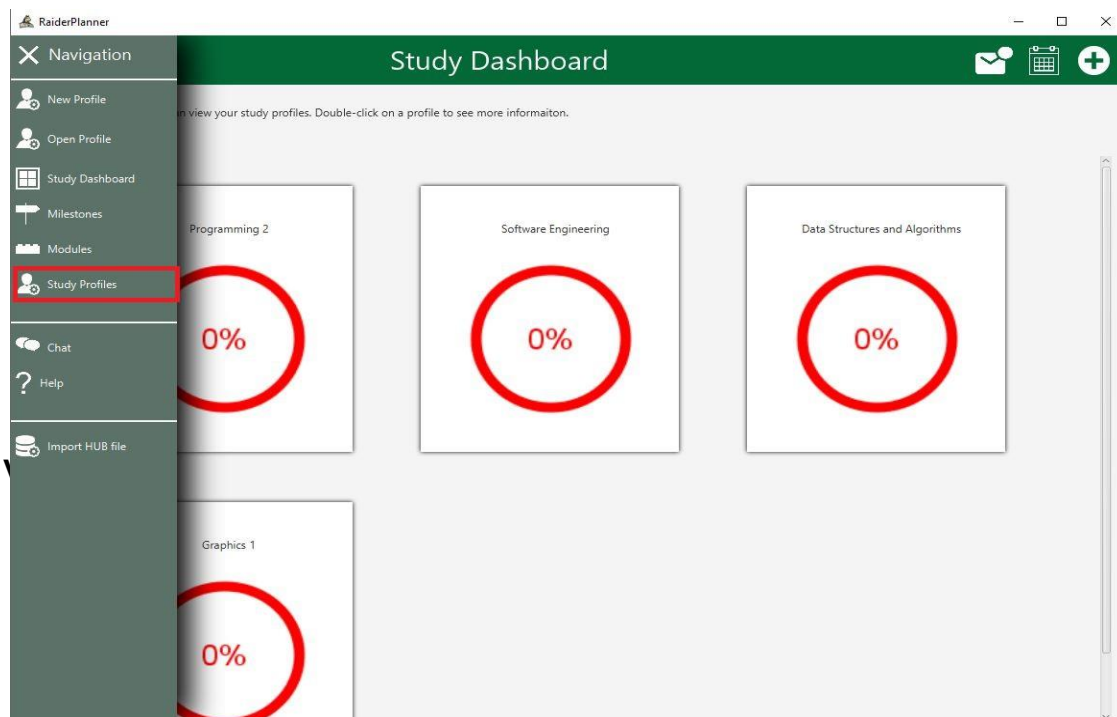 RaiderPlanner
Navigation
Study Dashboard
New Profile
n view your study profiles. Double-click on a profile to see more informaiton.
Open Profile
Study Dashboard
Milestones
Modules
Study Profiles
Chat
? Help
Import HUB file
Programming 2
0%
Software Engineering
0%
Data Structures and Algorithms
0%
Graphics 1
0%